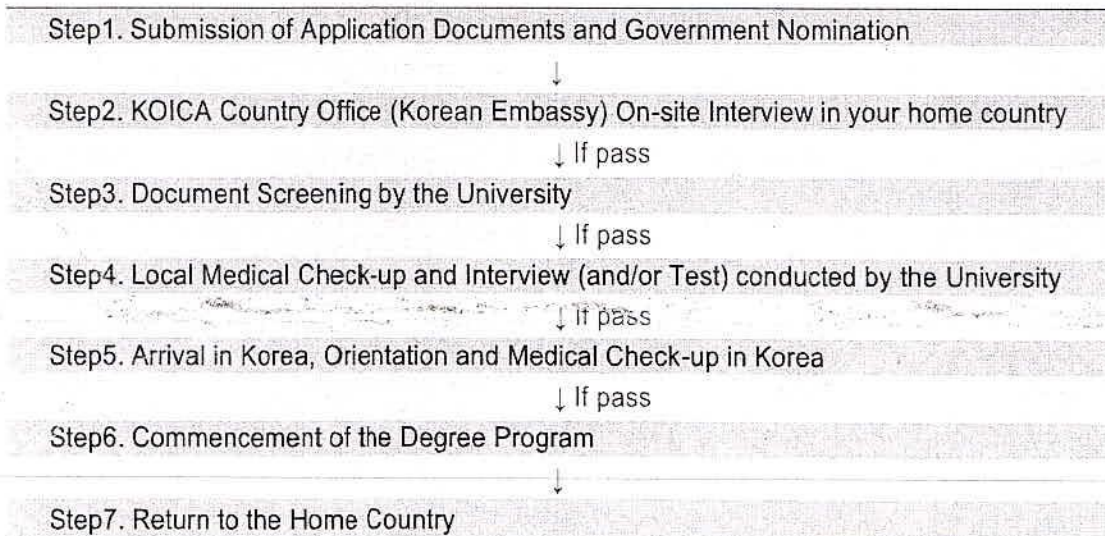 Step1. Submission of Application Documents and Government Nomination
↓
Step2. KOICA Country Office (Korean Embassy) On-site Interview in your home country
↓ If pass
Step3. Document Screening by the University
↓ If pass
Step4. Local Medical Check-up and Interview (and/or Test) conducted by the University
↓ If pass
Step5. Arrival in Korea, Orientation and Medical Check-up in Korea
↓ If pass
Step6. Commencement of the Degree Program
↓
Step7. Return to the Home Country